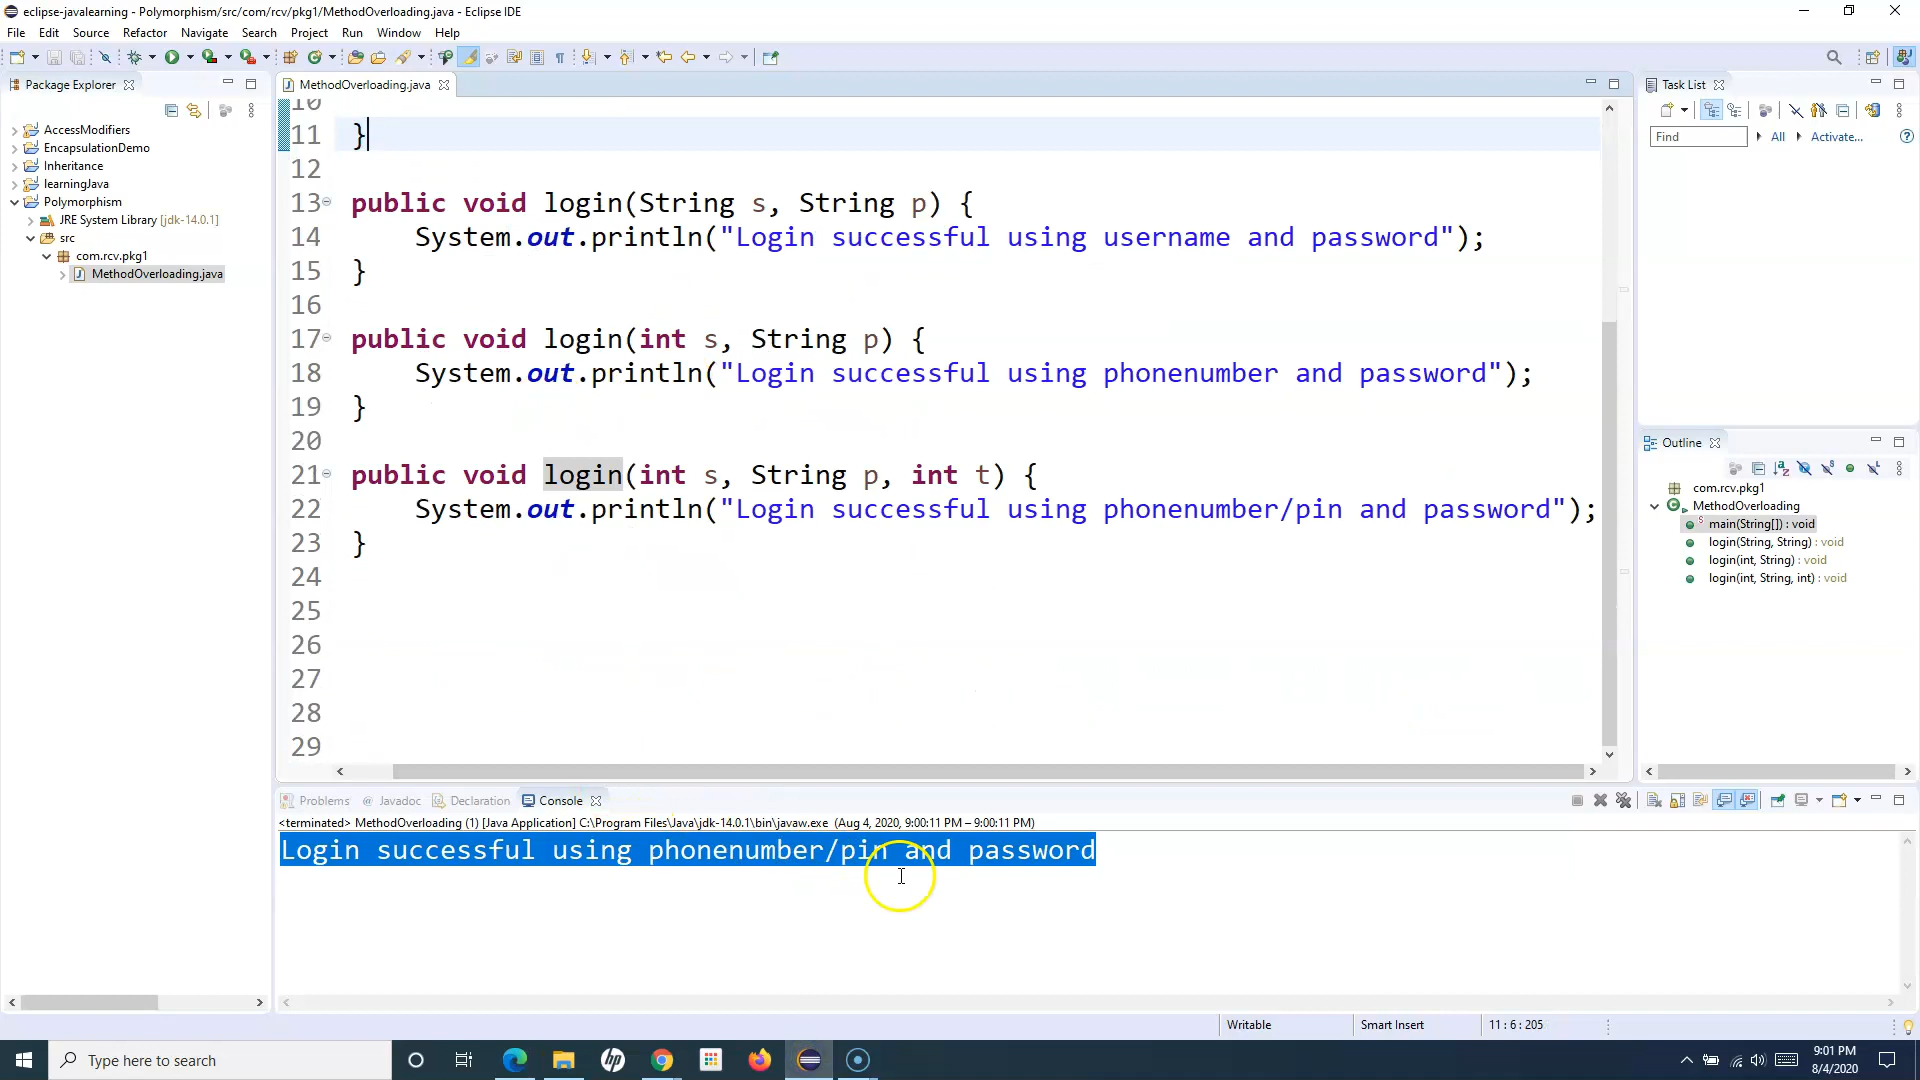 eclipse-javalearning - Polymorphism/src/com/rcv/pkg1/MethodOverloading.java - Eclipse IDE
File Edit Source Refactor Navigate Search Project Run Window Help
Package Explorer
AccessModifiers
EncapsulationDemo
Inheritance
learningJava
Polymorphism
JRE System Library [jdk-14.0.1]
src
com.rcv.pkg1
MethodOverloading.java
MethodOverloading.java
10
11 }
12
13 public void login(String s, String p) {
14 System.out.println("Login successful using username and password");
15 }
16
17 public void login(int s, String p) {
18 System.out.println("Login successful using phonenumber and password");
19 }
20
21 public void login(int s, String p, int t) {
22 System.out.println("Login successful using phonenumber/pin and password");
23 }
24
25
26
27
28
29
Task List
Find All Activate...
Outline
com.rcv.pkg1
MethodOverloading
main(String[]) : void
login(String, String) : void
login(int, String) : void
login(int, String, int) : void
Problems @ Javadoc Declaration Console
<terminated> MethodOverloading (1) [Java Application] C:\Program Files\Java\jdk-14.0.1\bin\javaw.exe (Aug 4, 2020, 9:00:11 PM – 9:00:11 PM)
Login successful using phonenumber/pin and password
Writable Smart Insert 11 : 6 : 205
Type here to search
9:01 PM
8/4/2020